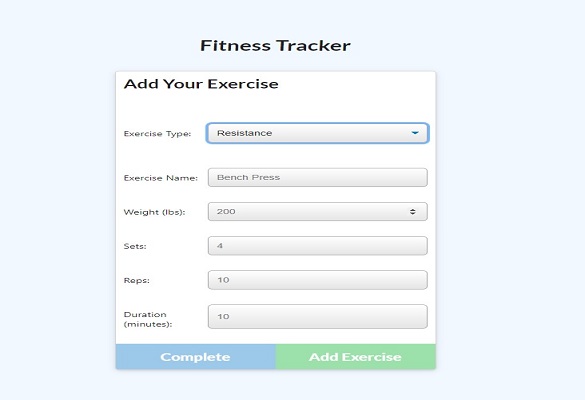 Fitness Tracker
Add Your Exercise
Exercise Type: Resistance
Exercise Name: Bench Press
Weight (lbs): 200
Sets: 4
Reps: 10
Duration
(minutes): 10
Complete Add Exercise